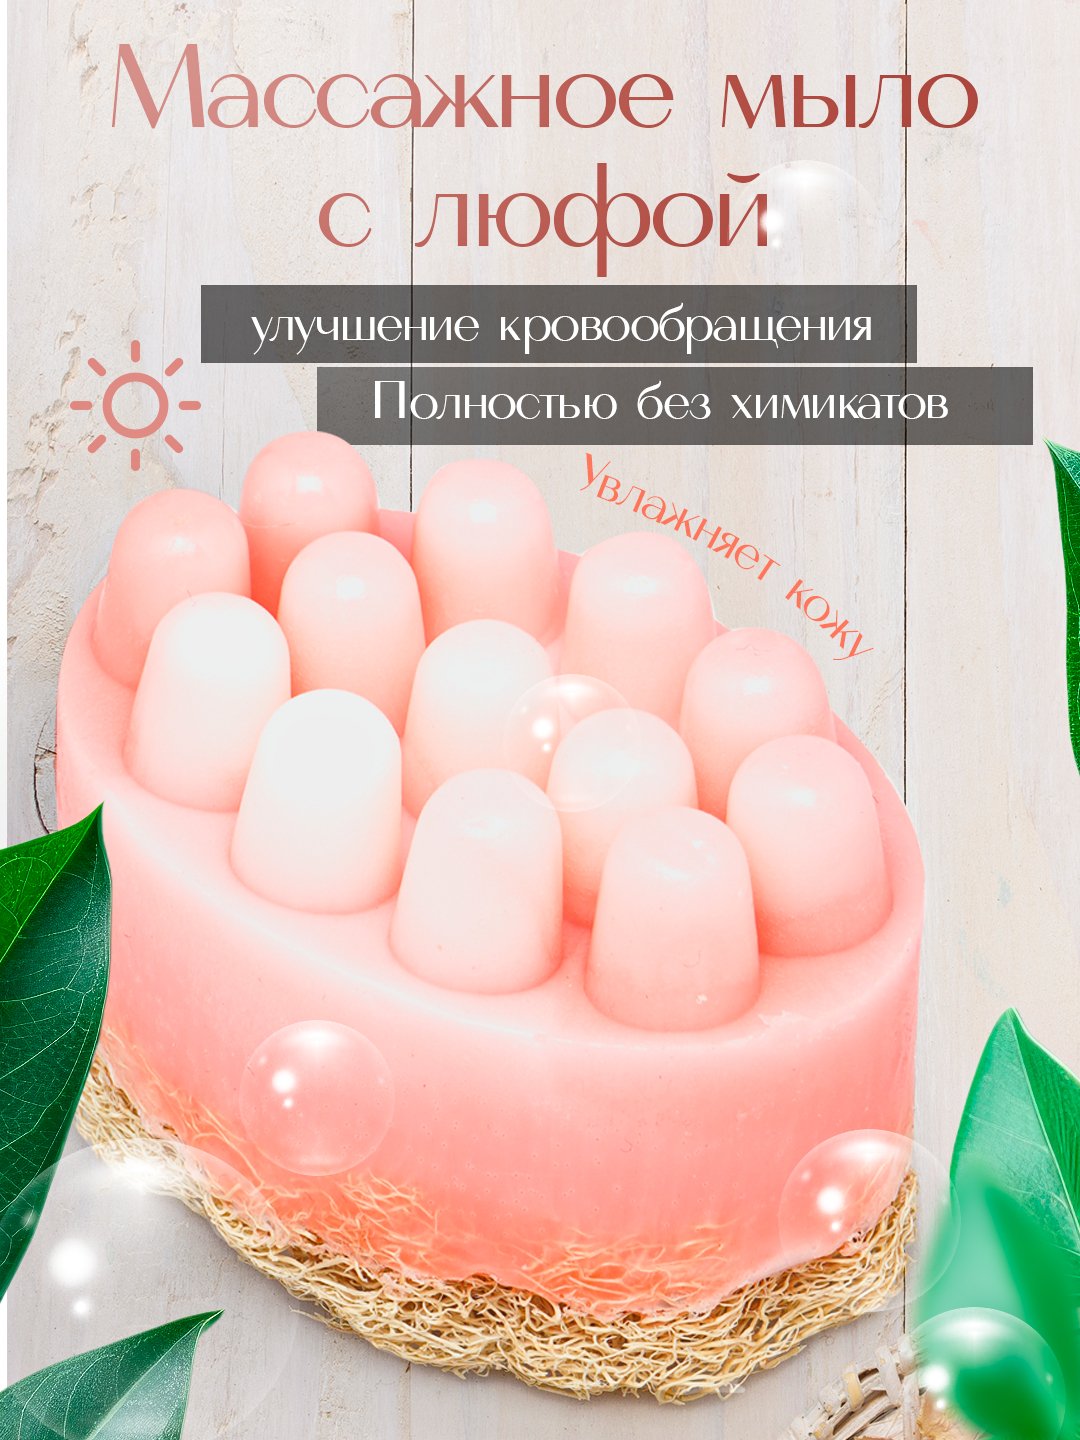 Массажное мыло
с люфой
улучшение кровообращения
Полностью без химикатов
Увлажняет кожу